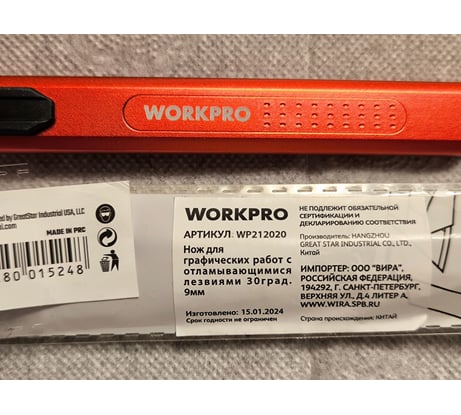 WORKPRO
ed by GreatStar Industrial USA, LLC
MADE IN PRC
80 015248
WORKPRO
АРТИКУЛ: WP212020
Нож для
графических работ с
отламывающимися
лезвиями 30град.
9мм
Изготовлено: 15.01.2024
Срок годности не ограничен
НЕ ПОДЛЕЖИТ ОБЯЗАТЕЛЬНОЙ
СЕРТИФИКАЦИИ И
ДЕКЛАРИРОВАНИЮ СООТВЕТСТВИЯ
Производитель: HANGZHOU
GREAT STAR INDUSTRIAL CO., LTD.,
Китай
ИМПОРТЕР: ООО "ВИРА",
РОССИЙСКАЯ ФЕДЕРАЦИЯ,
194292, Г. САНКТ-ПЕТЕРБУРГ,
ВЕРХНЯЯ УЛ., Д.4 ЛИТЕР А,
WWW.WIRA.SPB.RU
Страна происхождения: КИТАЙ